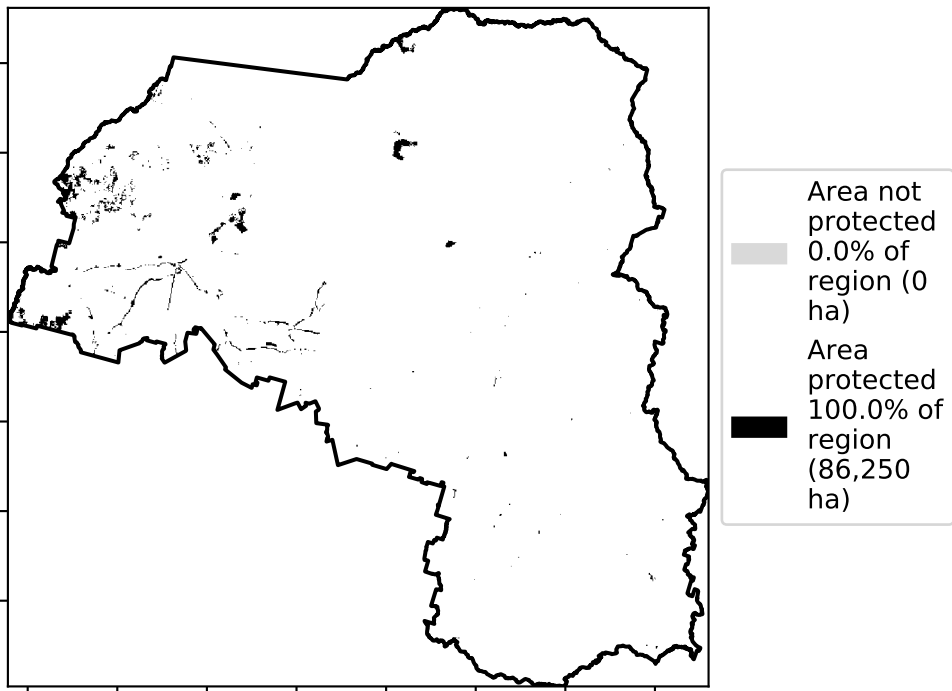 Area not
protected
0.0% of
region (0
ha)
Area
protected
100.0% of
region
(86,250
ha)